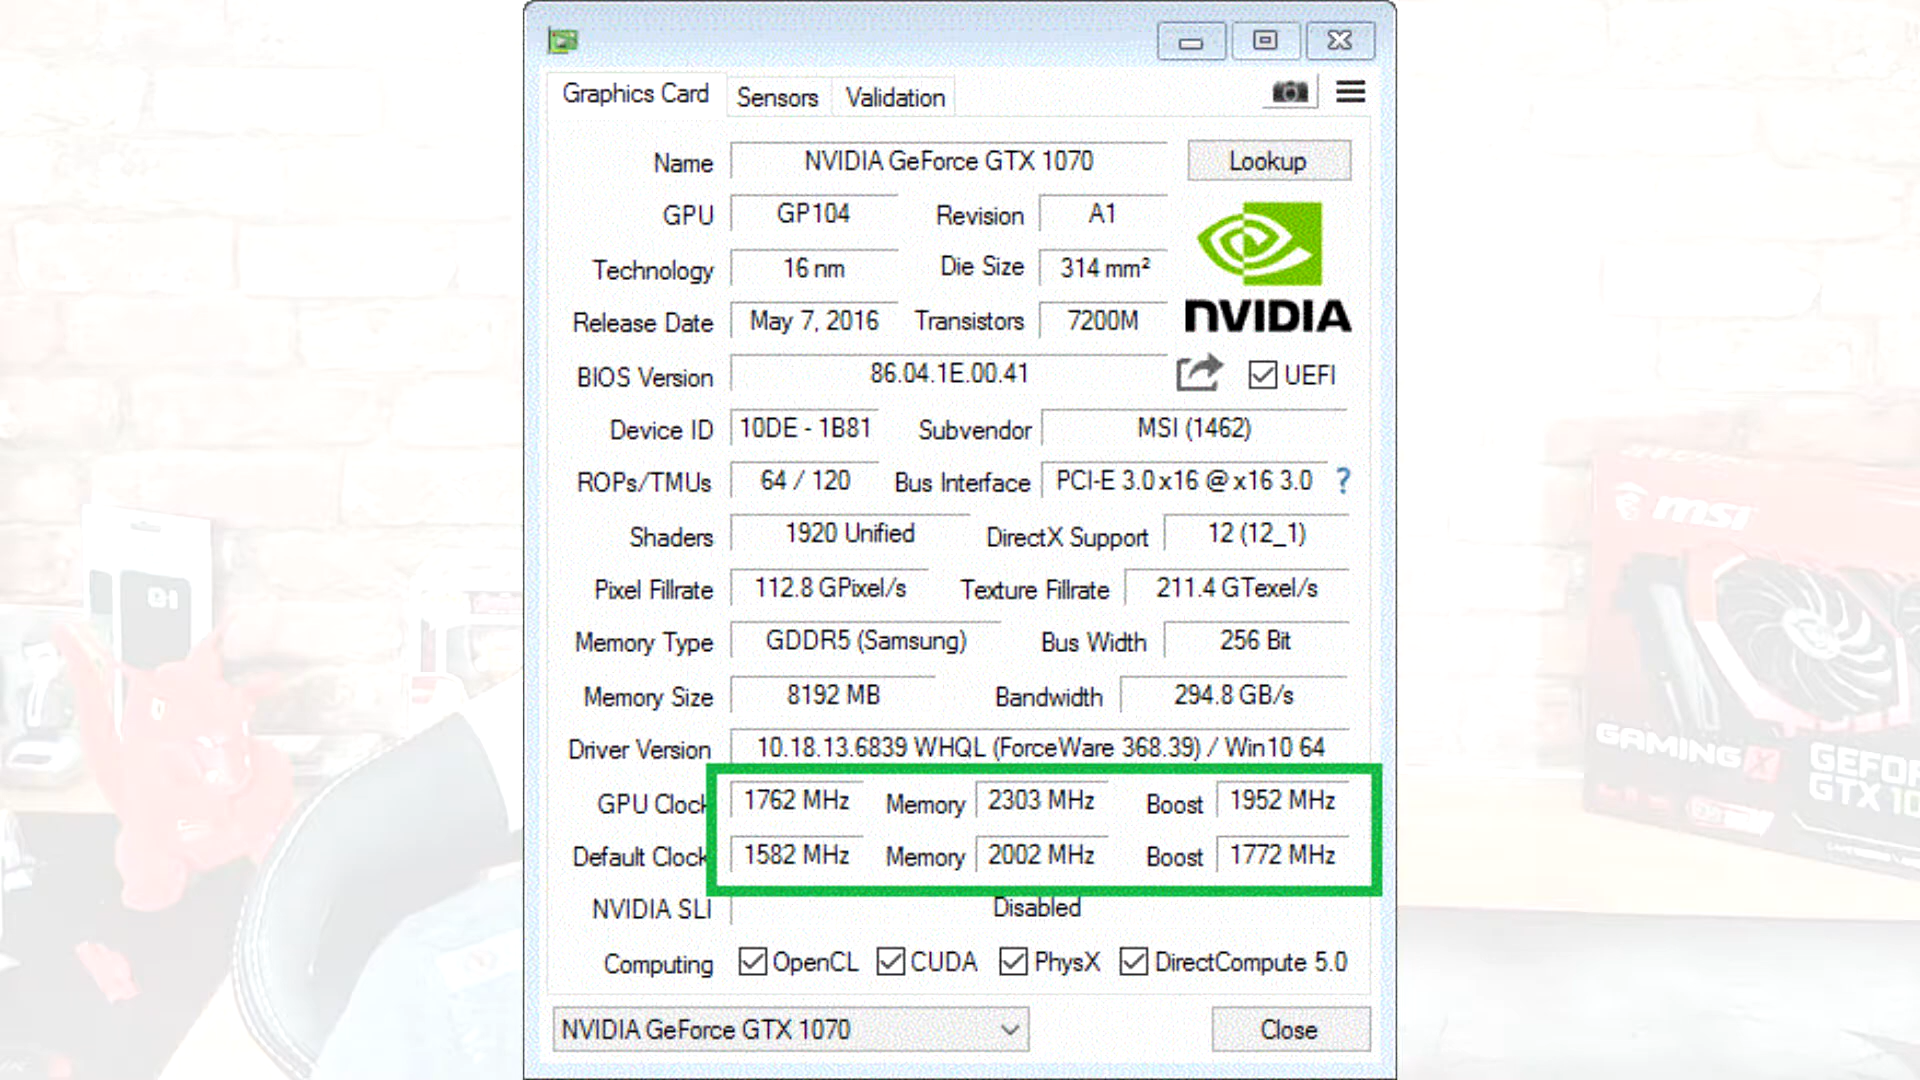 Graphics Card Sensors Validation
Name NVIDIA GeForce GTX 1070 Lookup
GPU GP104 Revision A1
Technology 16 nm Die Size 314 mm²
Release Date May 7, 2016 Transistors 7200M
NVIDIA
BIOS Version 86.04.1E.00.41 UEFI
Device ID 10DE - 1B81 Subvendor MSI (1462)
ROPs/TMUs 64 / 120 Bus Interface PCI-E 3.0 x16 @ x16 3.0 ?
Shaders 1920 Unified DirectX Support 12 (12_1)
Pixel Fillrate 112.8 GPixel/s Texture Fillrate 211.4 GTexel/s
Memory Type GDDR5 (Samsung) Bus Width 256 Bit
Memory Size 8192 MB Bandwidth 294.8 GB/s
Driver Version 10.18.13.6839 WHQL (ForceWare 368.39) / Win10 64
GPU Clock 1762 MHz Memory 2303 MHz Boost 1952 MHz
Default Clock 1582 MHz Memory 2002 MHz Boost 1772 MHz
NVIDIA SLI Disabled
Computing OpenCL CUDA PhysX DirectCompute 5.0
NVIDIA GeForce GTX 1070 Close
msi
GAMING X
GEFO
GTX 10